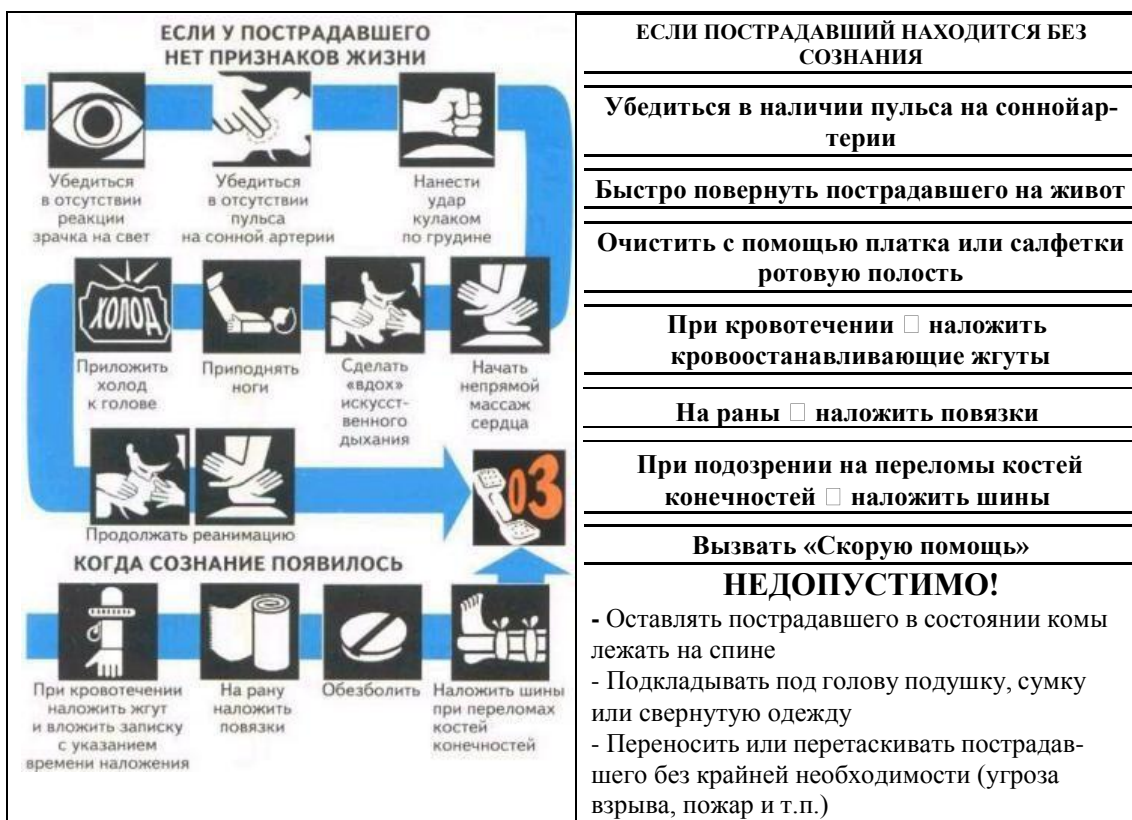 ЕСЛИ У ПОСТРАДАВШЕГО
НЕТ ПРИЗНАКОВ ЖИЗНИ
Убедиться
в отсутствии
реакции
зрачка на свет
Убедиться
в отсутствии
пульса
на сонной артерии
Нанести
удар
кулаком
по грудине
ХОЛОД
Приложить
холод
к голове
Приподнять
ноги
Сделать
«вдох»
искусст-
венного
дыхания
Начать
непрямой
массаж
сердца
Продолжать реанимацию
03
КОГДА СОЗНАНИЕ ПОЯВИЛОСЬ
При кровотечении
наложить жгут
и вложить записку
с указанием
времени наложения
На рану
наложить
повязки
Обезболить
Наложить шины
при переломах
костей
конечностей
ЕСЛИ ПОСТРАДАВШИЙ НАХОДИТСЯ БЕЗ
СОЗНАНИЯ
Убедиться в наличии пульса на соннойар-
терии
Быстро повернуть пострадавшего на живот
Очистить с помощью платка или салфетки
ротовую полость
При кровотечении □ наложить
кровоостанавливающие жгуты
На раны □ наложить повязки
При подозрении на переломы костей
конечностей □ наложить шины
Вызвать «Скорую помощь»
НЕДОПУСТИМО!
- Оставлять пострадавшего в состоянии комы
лежать на спине
- Подкладывать под голову подушку, сумку
или свернутую одежду
- Переносить или перетаскивать пострадав-
шего без крайней необходимости (угроза
взрыва, пожар и т.п.)